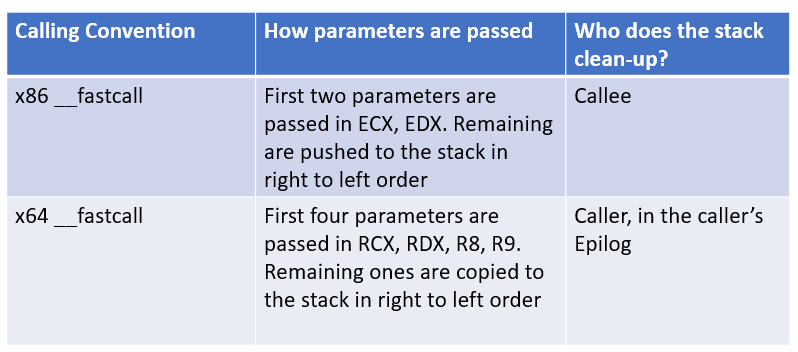 Calling Convention
How parameters are passed
Who does the stack
clean-up?
x86 __fastcall
First two parameters are
passed in ECX, EDX. Remaining
are pushed to the stack in
right to left order
Callee
x64 __fastcall
First four parameters are
passed in RCX, RDX, R8, R9.
Remaining ones are copied to
the stack in right to left order
Caller, in the caller’s
Epilog